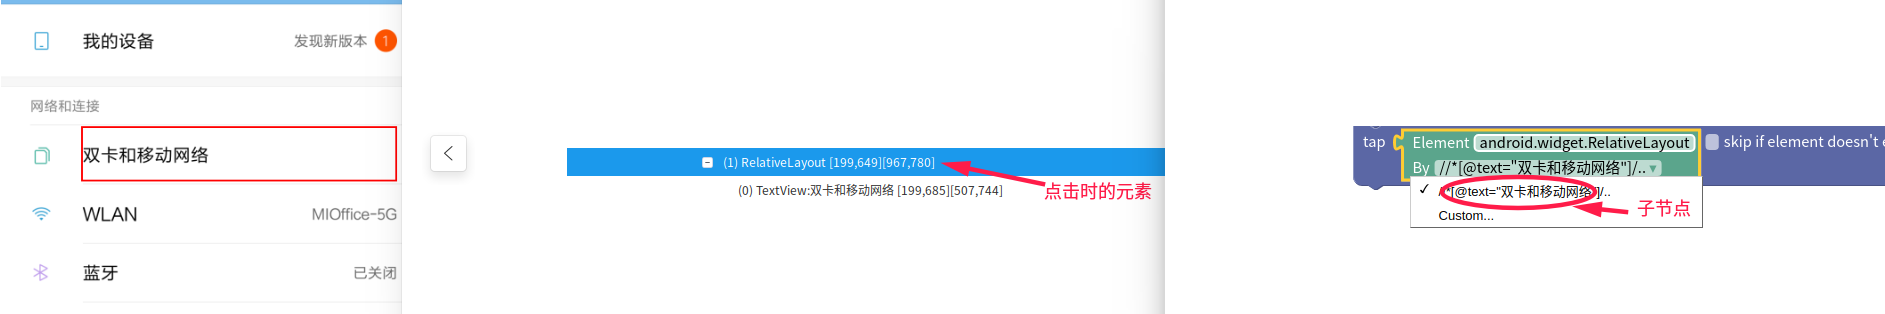 我的设备
发现新版本 1
网络和连接
双卡和移动网络
WLAN
MIOffice-5G
蓝牙
已关闭
(1) RelativeLayout [199,649][967,780]
(0) TextView:双卡和移动网络 [199,685][507,744]
点击时的元素
tap Element android.widget.RelativeLayout skip if element doesn't e
By //*[@text="双卡和移动网络"]/..
✓ //*[@text="双卡和移动网络"]/..
Custom...
子节点